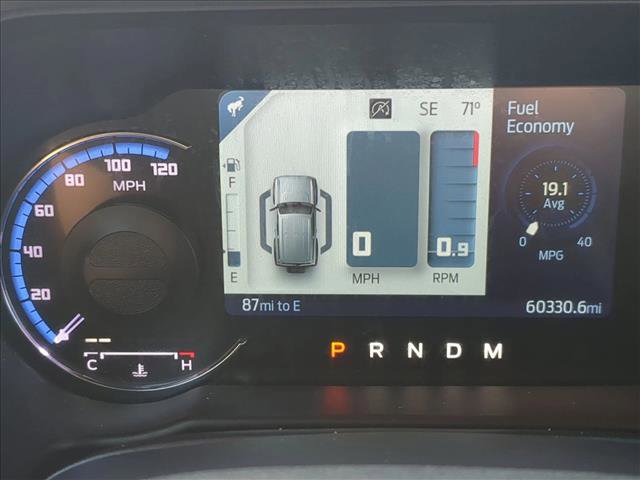 SE 71°
Fuel
Economy
120
100
80
60
40
20
MPH
F
E
0
MPH
0.9
RPM
19.1
Avg
0 40
MPG
87mi to E
60330.6mi
C H
P R N D M